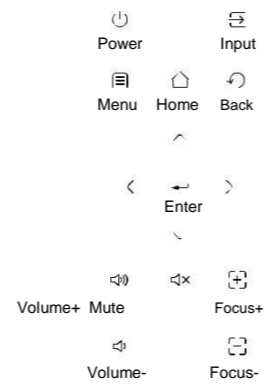 Power Input
Menu Home Back
Enter
Volume+ Mute Focus+
Volume- Focus-